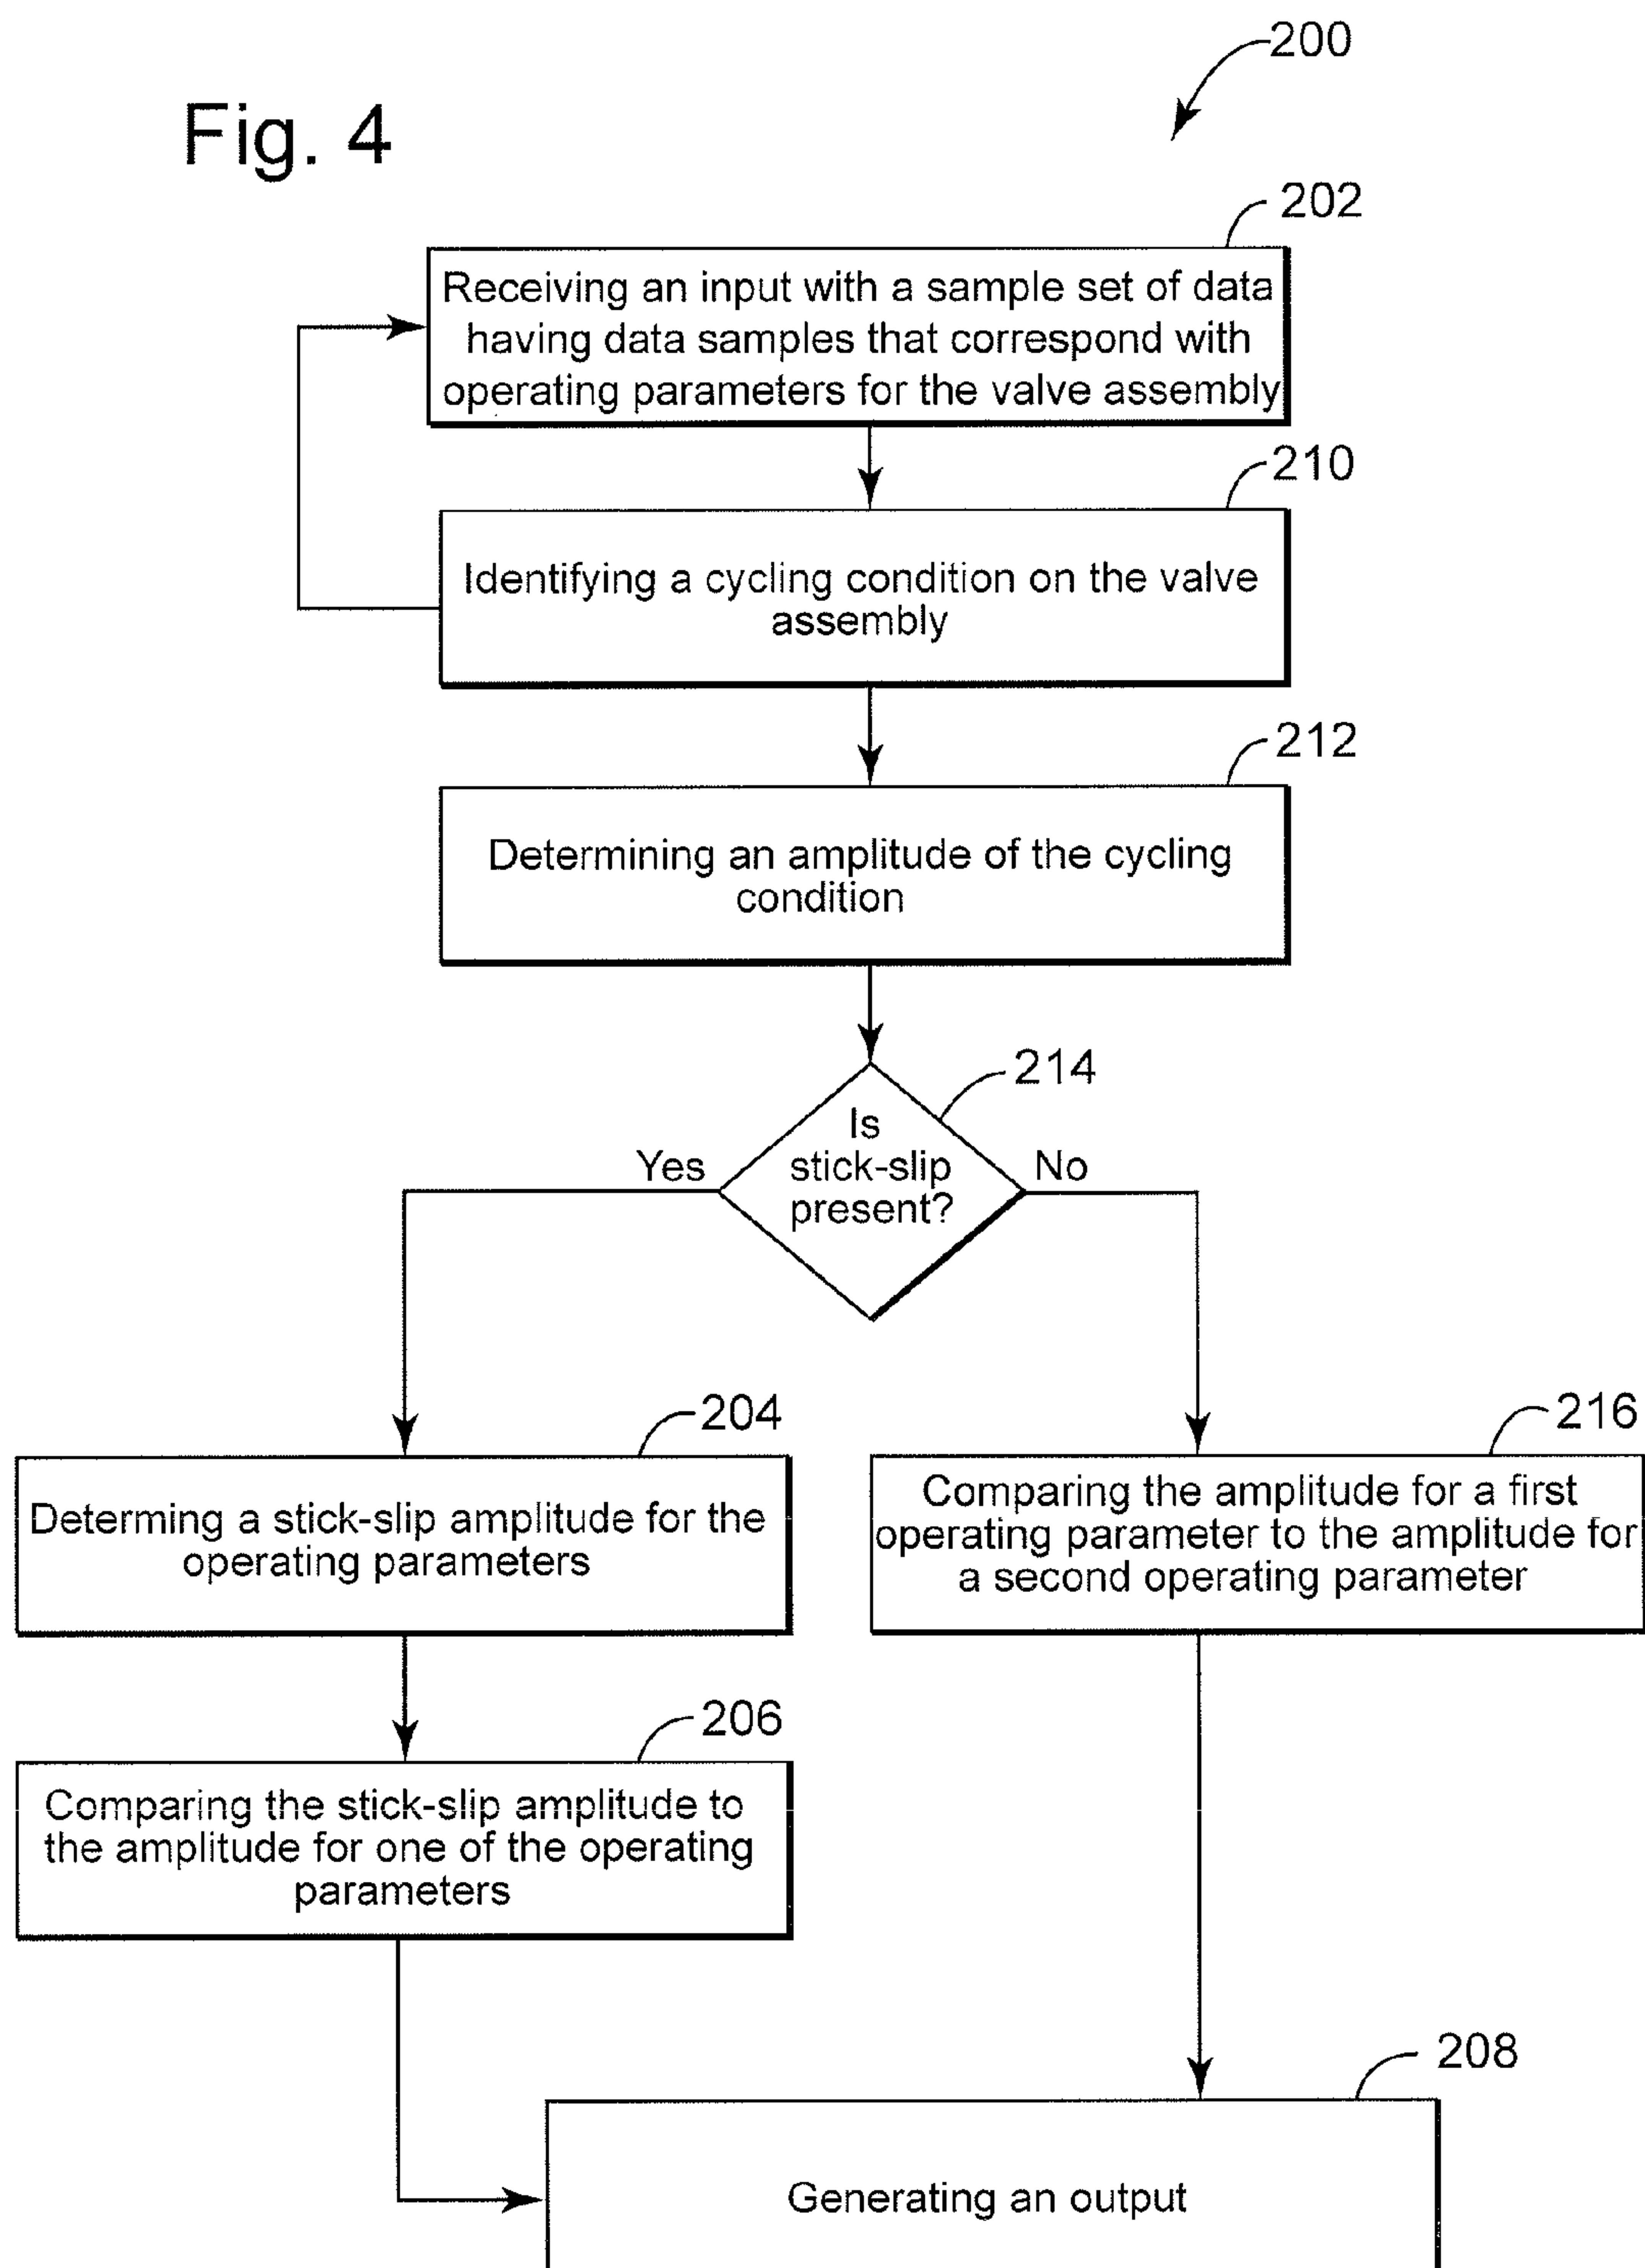 200
Fig. 4
202
Receiving an input with a sample set of data
having data samples that correspond with
operating parameters for the valve assembly
210
Identifying a cycling condition on the valve
assembly
212
Determining an amplitude of the cycling
condition
214
Is
stick-slip
present?
Yes
No
204
Determing a stick-slip amplitude for the
operating parameters
216
Comparing the amplitude for a first
operating parameter to the amplitude for
a second operating parameter
206
Comparing the stick-slip amplitude to
the amplitude for one of the operating
parameters
208
Generating an output